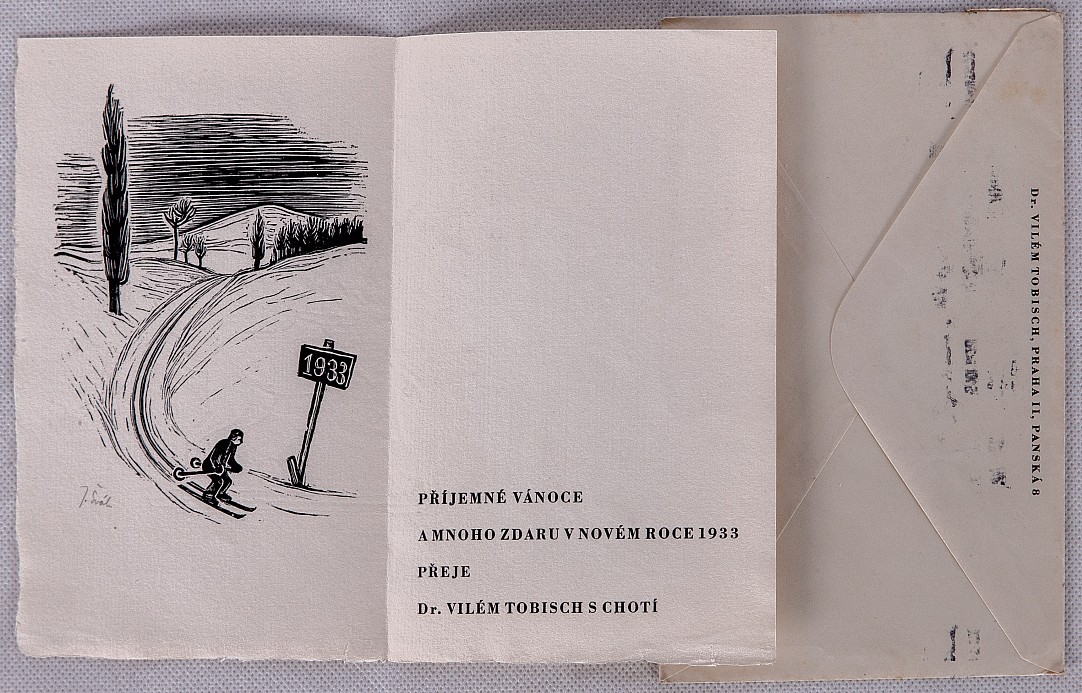 1933
PŘÍJEMNÉ VÁNOCE
A MNOHO ZDARU V NOVÉM ROCE 1933
PŘEJE
Dr. VILÉM TOBISCH S CHOTÍ
Dr. VILÉM TOBISCH, PRAHA II, PANSKÁ 8